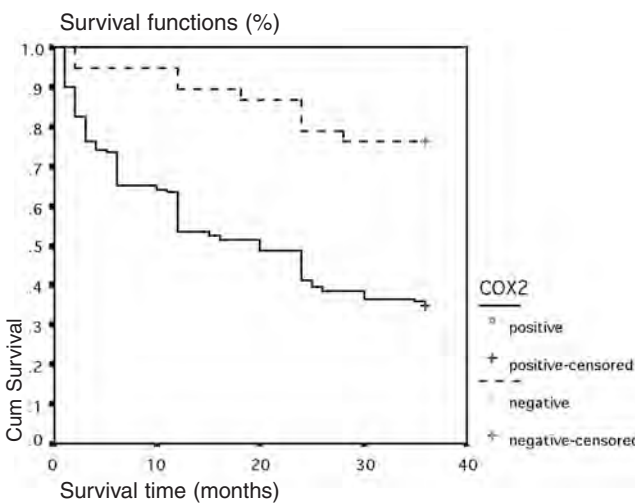 Survival functions (%)
1.0
.9
.8
.7
.6
.5
.4
.3
.2
.1
.0
Cum Survival
0
10
20
30
40
Survival time (months)
COX2
positive
positive-censored
negative
negative-censored